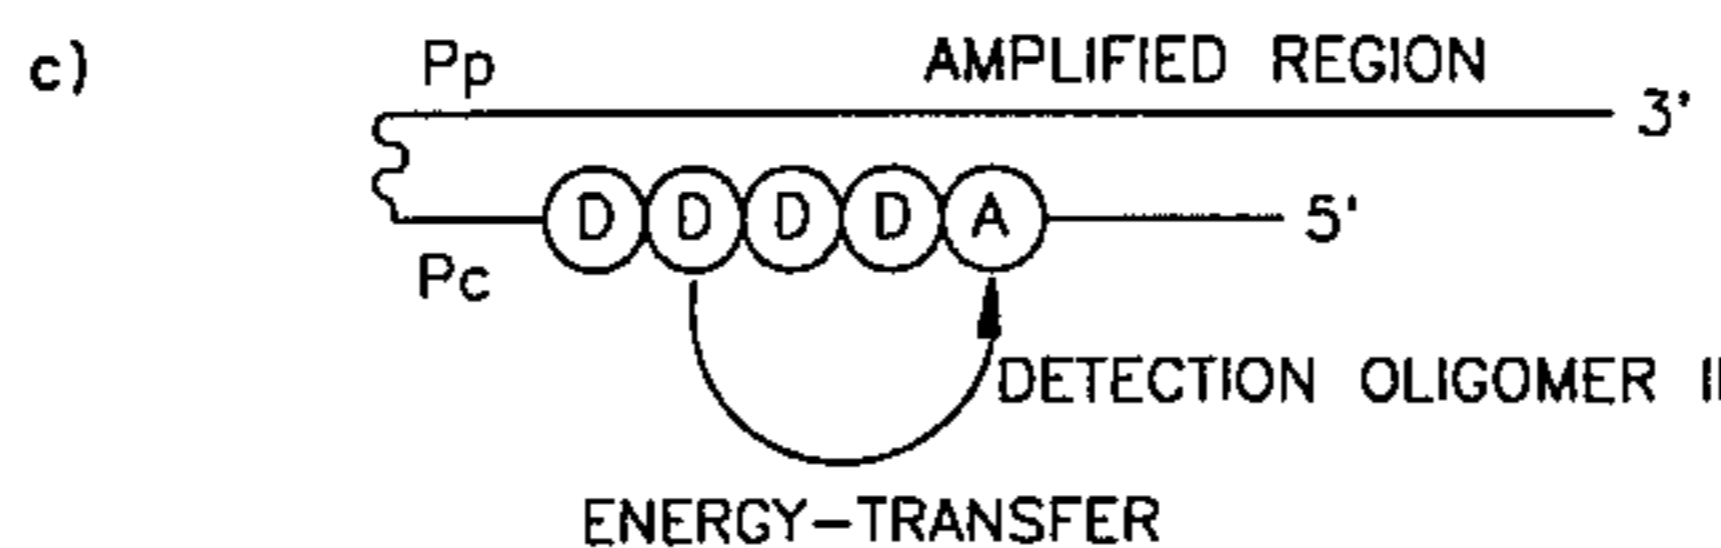 c) Pp AMPLIFIED REGION
3'
D D D D A 5'
Pc
DETECTION OLIGOMER
ENERGY-TRANSFER